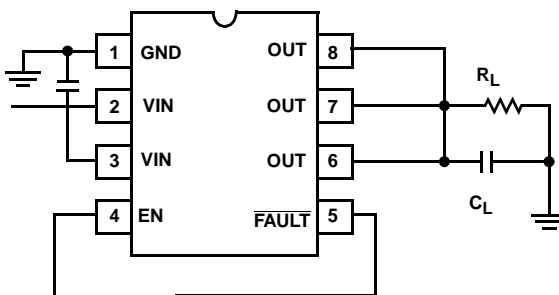 1 GND OUT 8
R_L
2 VIN OUT 7
3 VIN OUT 6
C_L
4 EN FAULT 5